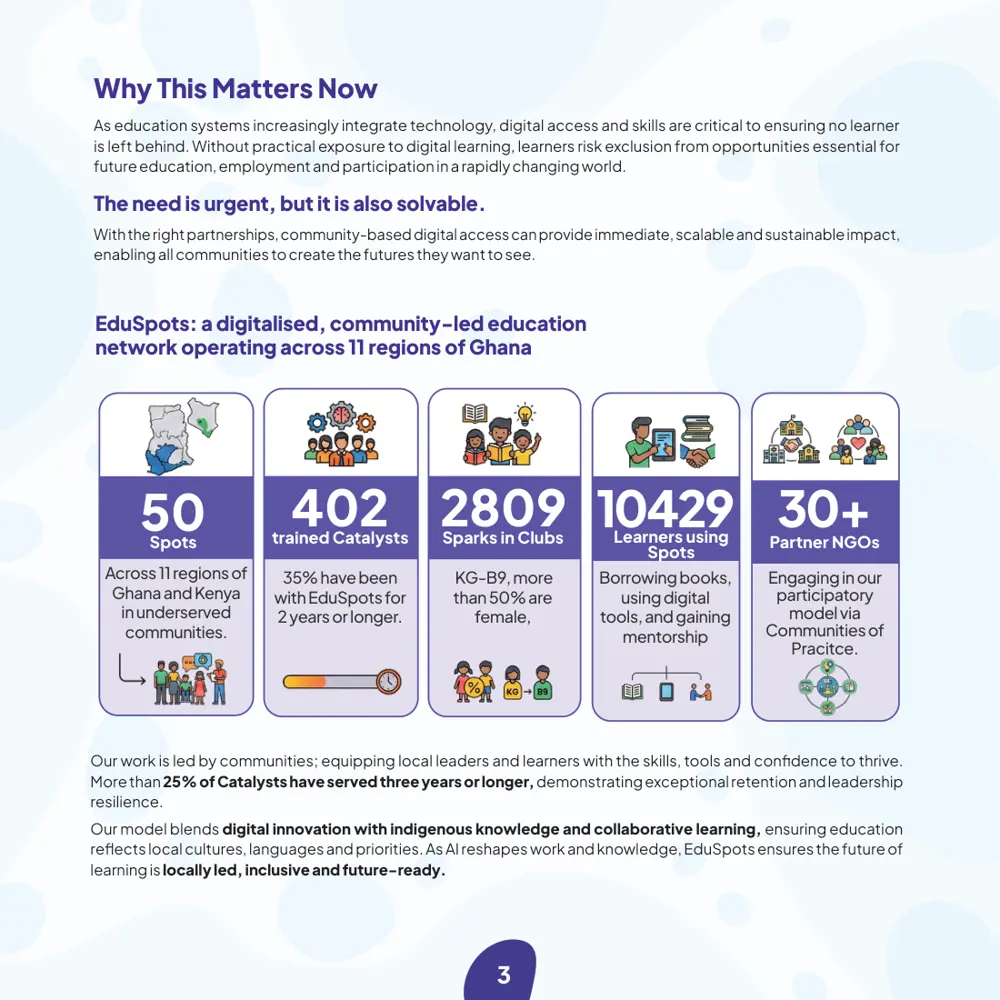 Why This Matters Now
As education systems increasingly integrate technology, digital access and skills are critical to ensuring no learner
is left behind. Without practical exposure to digital learning, learners risk exclusion from opportunities essential for
future education, employment and participation in a rapidly changing world.
The need is urgent, but it is also solvable.
With the right partnerships, community-based digital access can provide immediate, scalable and sustainable impact,
enabling all communities to create the futures they want to see.
EduSpots: a digitalised, community-led education
network operating across 11 regions of Ghana
50
Spots
Across 11 regions of
Ghana and Kenya
in underserved
communities.
402
trained Catalysts
35% have been
with EduSpots for
2 years or longer.
2809
Sparks in Clubs
KG-B9, more
than 50% are
female,
%
KG
B9
10429
Learners using
Spots
Borrowing books,
using digital
tools, and gaining
mentorship
30+
Partner NGOs
Engaging in our
participatory
model via
Communities of
Pracitce.
Our work is led by communities; equipping local leaders and learners with the skills, tools and confidence to thrive.
More than 25% of Catalysts have served three years or longer, demonstrating exceptional retention and leadership
resilience.
Our model blends digital innovation with indigenous knowledge and collaborative learning, ensuring education
reflects local cultures, languages and priorities. As AI reshapes work and knowledge, EduSpots ensures the future of
learning is locally led, inclusive and future-ready.
3